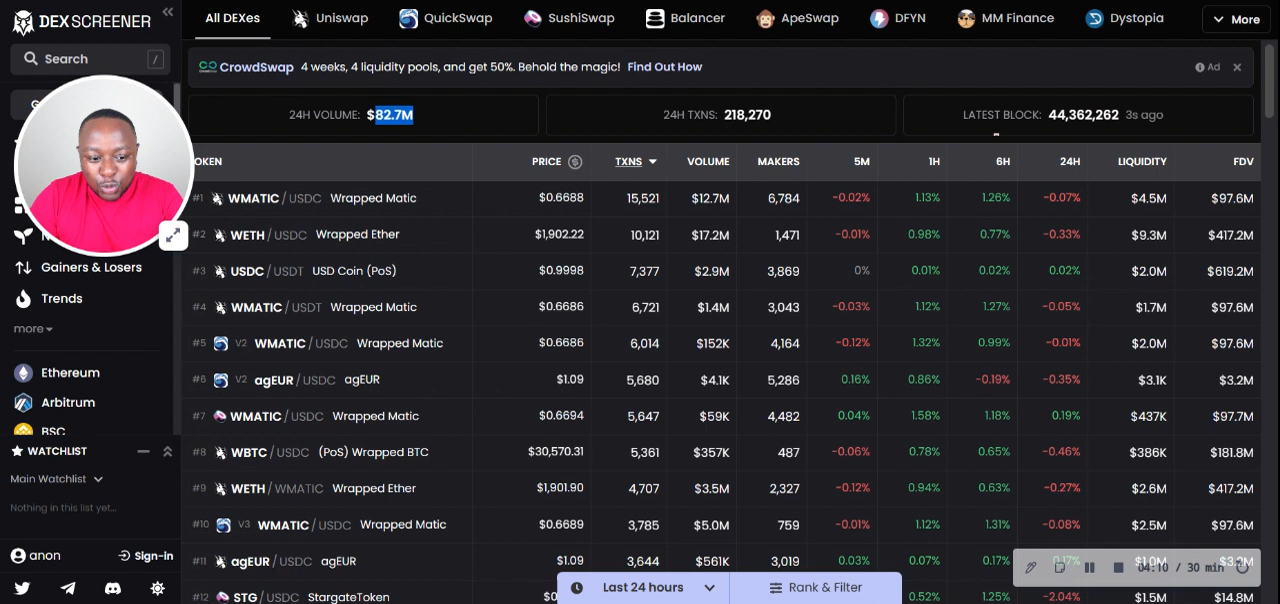 DEXSCREENER
All DEXes Uniswap QuickSwap SushiSwap Balancer ApeSwap DFYN MM Finance Dystopia More
Search /
CrowdSwap 4 weeks, 4 liquidity pools, and get 50%. Behold the magic! Find Out How Ad
24H VOLUME: $82.7M 24H TXNS: 218,270 LATEST BLOCK: 44,362,262 3s ago
OKEN PRICE TXNS VOLUME MAKERS 5M 1H 6H 24H LIQUIDITY FDV
#1 WMATIC / USDC Wrapped Matic $0.6688 15,521 $12.7M 6,784 -0.02% 1.13% 1.26% -0.07% $4.5M $97.6M
#2 WETH / USDC Wrapped Ether $1,902.22 10,121 $17.2M 1,471 -0.01% 0.98% 0.77% -0.33% $9.3M $417.2M
#3 USDC / USDT USD Coin (PoS) $0.9998 7,377 $2.9M 3,869 0% 0.01% 0.02% 0.02% $2.0M $619.2M
#4 WMATIC / USDT Wrapped Matic $0.6686 6,721 $1.4M 3,043 -0.03% 1.12% 1.27% -0.05% $1.7M $97.6M
#5 V2 WMATIC / USDC Wrapped Matic $0.6686 6,014 $152K 4,164 -0.12% 1.32% 0.99% -0.01% $2.0M $97.6M
#6 V2 agEUR / USDC agEUR $1.09 5,680 $4.1K 5,286 0.16% 0.86% -0.19% -0.35% $3.1K $3.2M
#7 WMATIC / USDC Wrapped Matic $0.6694 5,647 $59K 4,482 0.04% 1.58% 1.18% 0.19% $437K $97.7M
#8 WBTC / USDC (PoS) Wrapped BTC $30,570.31 5,361 $357K 487 -0.06% 0.78% 0.65% -0.46% $386K $181.8M
#9 WETH / WMATIC Wrapped Ether $1,901.90 4,707 $3.5M 2,327 -0.12% 0.94% 0.63% -0.27% $2.6M $417.2M
#10 V3 WMATIC / USDC Wrapped Matic $0.6689 3,785 $5.0M 759 -0.01% 1.12% 1.31% -0.08% $2.5M $97.6M
#11 agEUR / USDC agEUR $1.09 3,644 $561K 3,019 0.03% 0.07% 0.17% 0.17% $1.0M $3.2M
#12 STG / USDC StargateToken 0.52% 1.25% -2.04% $1.5M $14.8M
Gainers & Losers
Trends
more
Ethereum
Arbitrum
BSC
WATCHLIST
Main Watchlist
Nothing in this list yet...
anon Sign-in
Last 24 hours Rank & Filter
04:10 / 30 min